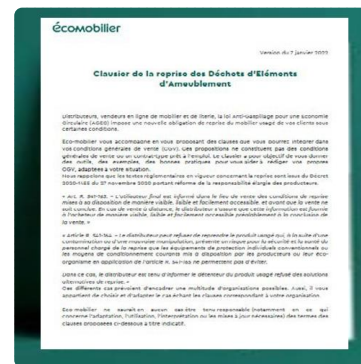 écomobilier
Version du 7 janvier 2022
Clausier de la reprise des Déchets d'Eléments
d'Ameublement
Distributeurs, vendeurs en ligne de mobilier et de literie, la loi Anti-Gaspillage pour une Economie
Circulaire (AGEC) impose une nouvelle obligation de reprise du mobilier usagé de vos clients sous
certaines conditions.
Eco-mobilier vous accompagne en vous proposant des clauses que vous pourrez intégrer dans
vos conditions générales de vente (CGV). Ces propositions ne constituent pas des conditions
générales de vente ou un contrat-type prêt à l'emploi. Le clausier a pour objectif de vous donner
des outils, des exemples, des bonnes pratiques pour vous aider à rédiger vos propres
CGV, adaptées à votre situation.
Nous rappelons que les textes réglementaires en vigueur concernant la reprise sont issus du Décret
2020-1455 du 27 novembre 2020 portant réforme de la responsabilité élargie des producteurs.
« Art. R. 541-163. – L'utilisateur final est informé dans le lieu de vente des conditions de reprise
mises à sa disposition de manière visible, lisible et facilement accessible, et avant que la vente ne
soit conclue. En cas de vente à distance, le distributeur s'assure que cette information est fournie
à l'acheteur de manière visible, lisible et facilement accessible préalablement à la conclusion de
la vente. »
« Article R. 541-164. – Le distributeur peut refuser de reprendre le produit usagé qui, à la suite d'une
contamination ou d'une mauvaise manipulation, présente un risque pour la sécurité et la santé du
personnel chargé de la reprise que les équipements de protection individuels conventionnels ou
les moyens de conditionnement courants mis à disposition par les producteurs ou leur éco-
organisme en application de l'article R. 541-165 ne permettent pas d'éviter.
Dans ce cas, le distributeur est tenu d'informer le détenteur du produit usagé refusé des solutions
alternatives de reprise. »
Ces différents cas prévoient d'encadrer une multitude d'organisations possibles. Aussi, il vous
appartient de choisir et d'adapter le cas échéant les clauses correspondant à votre organisation.
Eco-mobilier ne saurait en aucun cas être tenu responsable (notamment en ce qui
concerne l'adaptation, l'utilisation, l'interprétation ou les mises à jour nécessaires) des termes des
clauses proposées ci-dessous à titre indicatif.